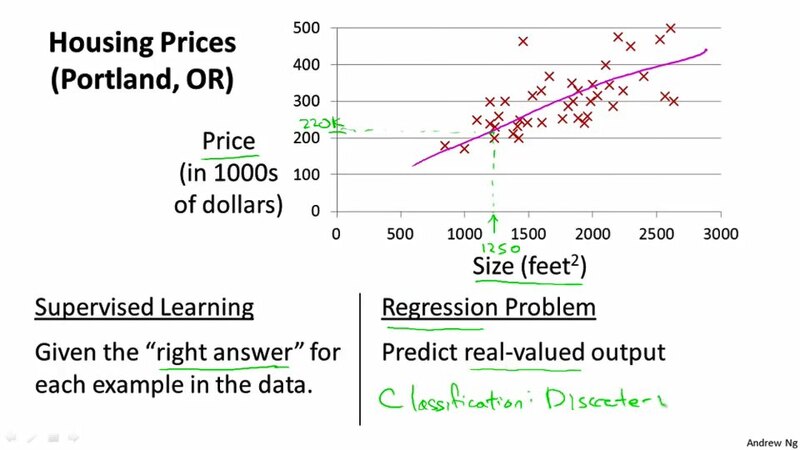 Housing Prices
(Portland, OR)
Price
(in 1000s
of dollars)
500
400
300
220K
200
100
0
0 500 1000 1500 2000 2500 3000
1250
Size (feet²)
Supervised Learning
Given the “right answer” for
each example in the data.
Regression Problem
Predict real-valued output
Classification: Discrete-v
Andrew Ng